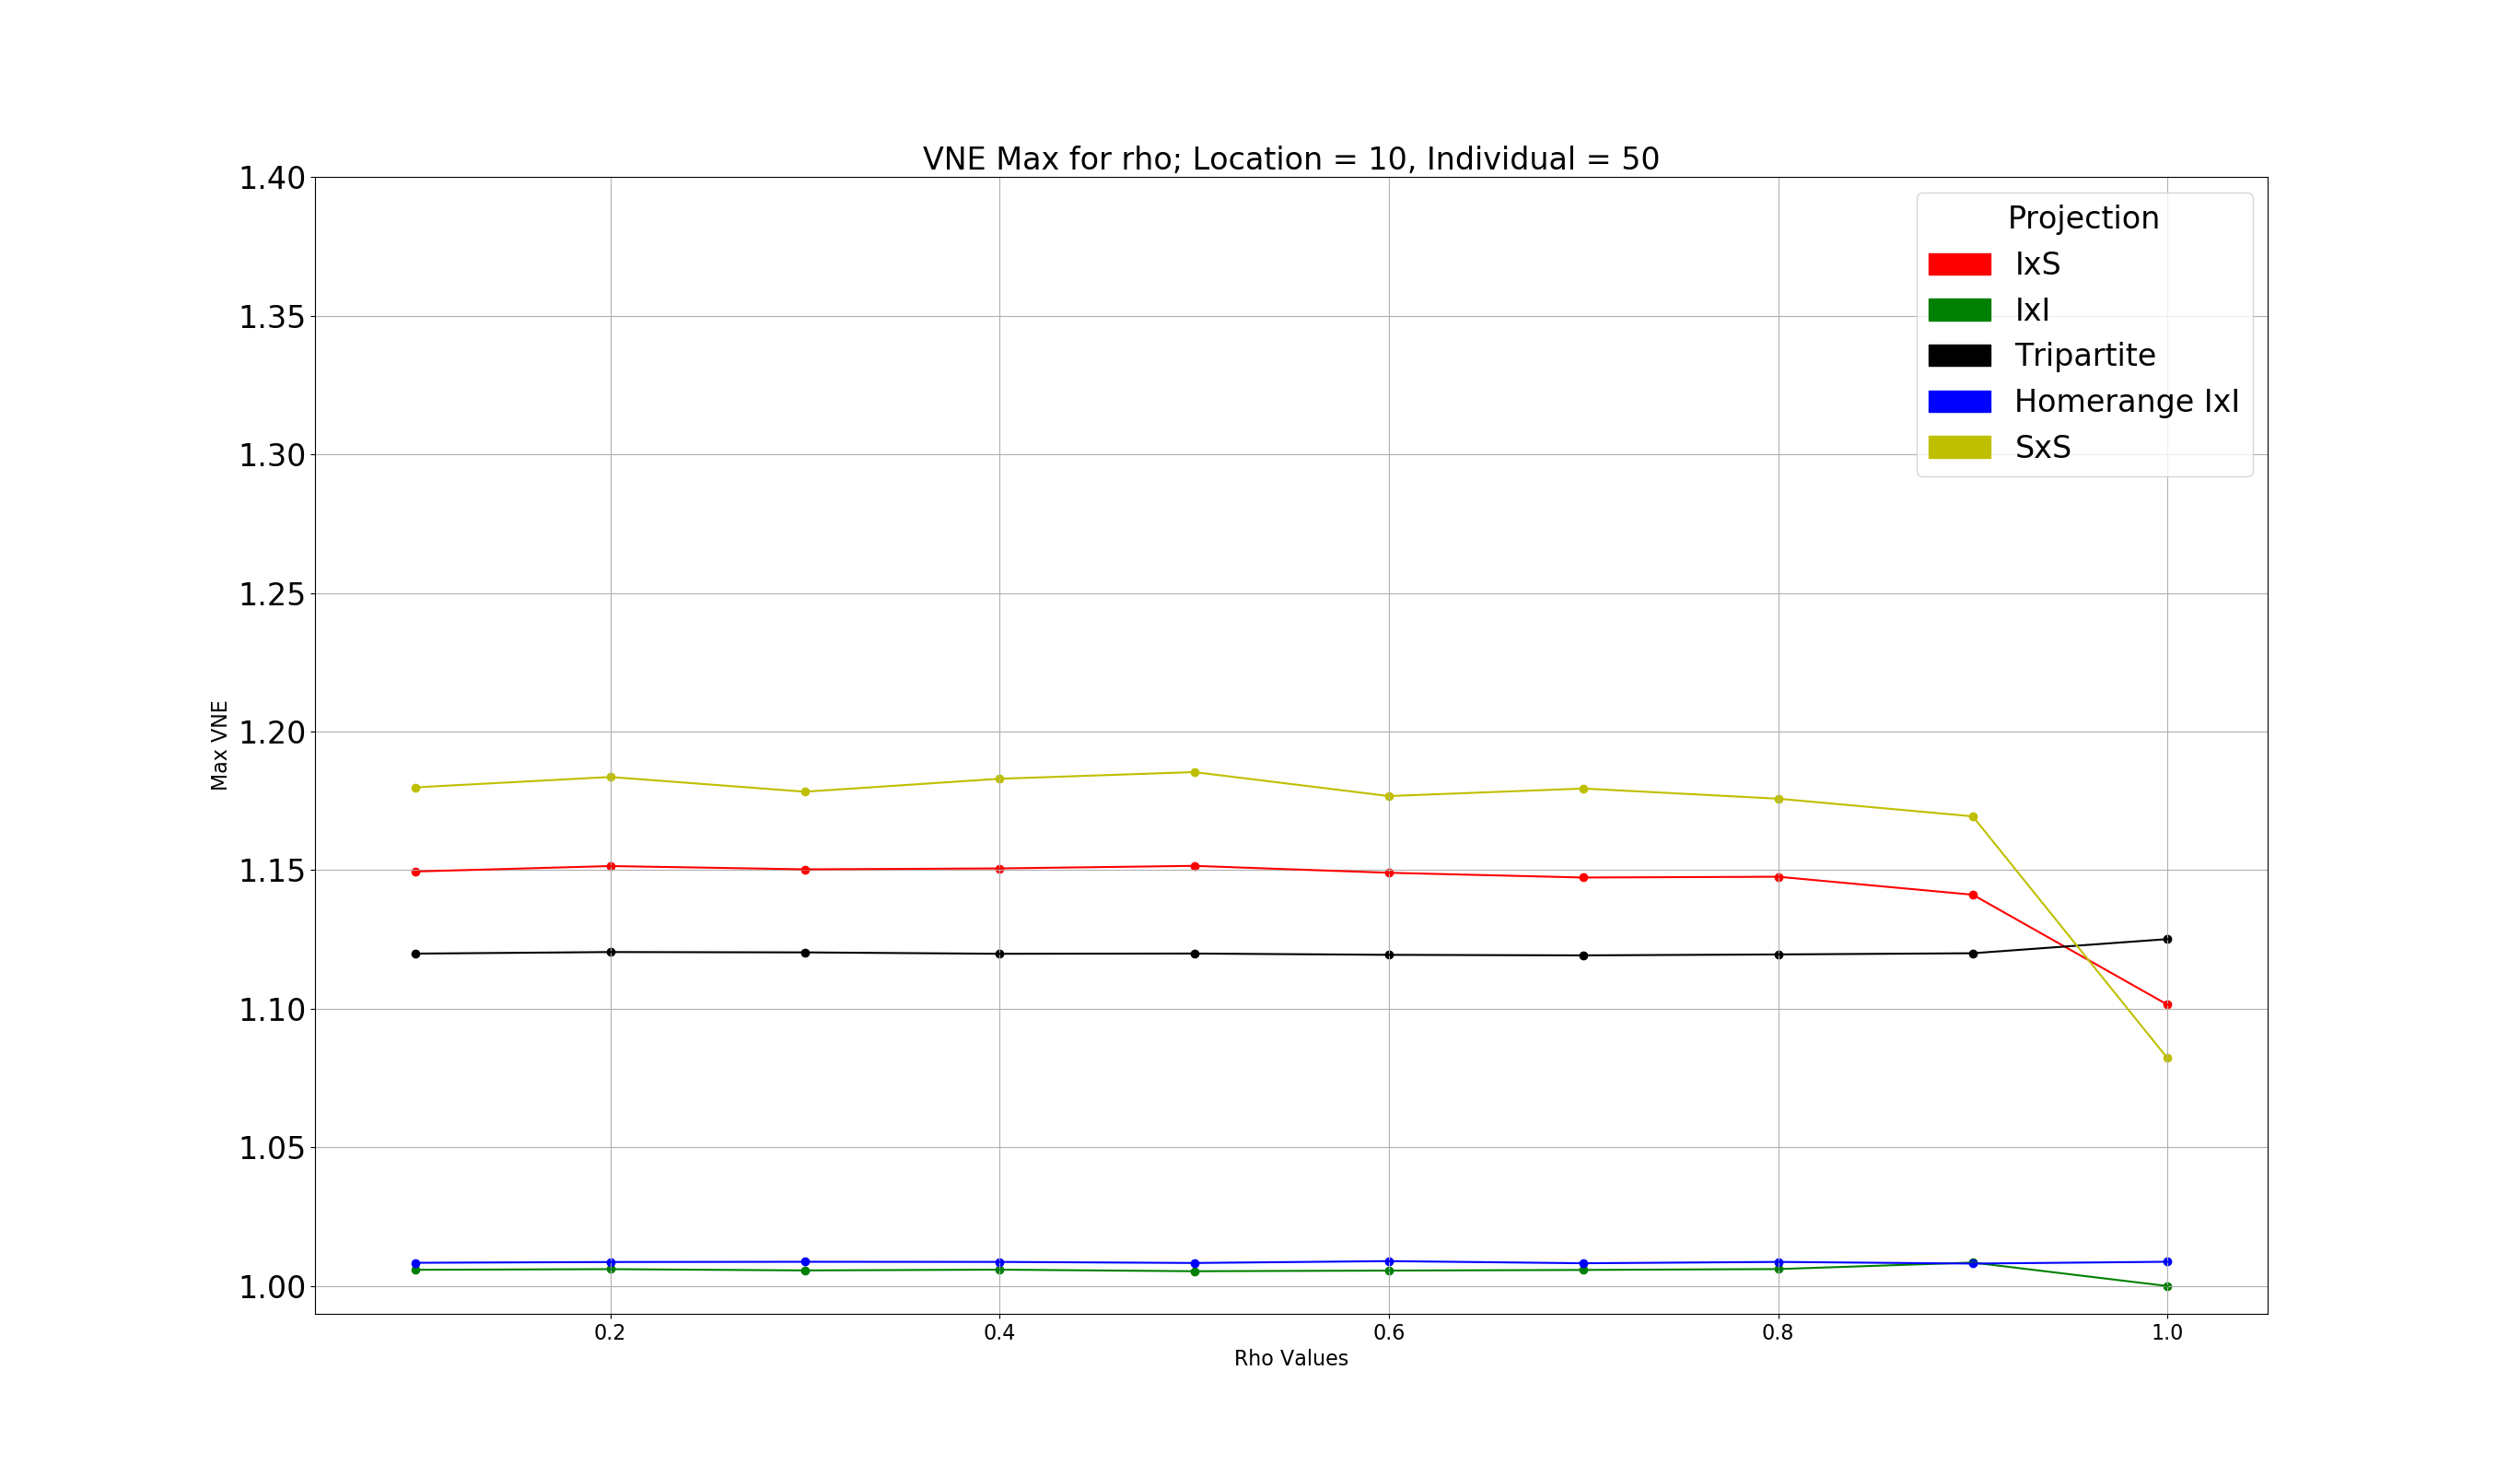 VNE Max for rho; Location = 10, Individual = 50
1.40
1.35
1.30
1.25
1.20
1.15
1.10
1.05
1.00
Max VNE
Projection
IxS
IxI
Tripartite
Homerange IxI
SxS
0.2 0.4 0.6 0.8 1.0
Rho Values